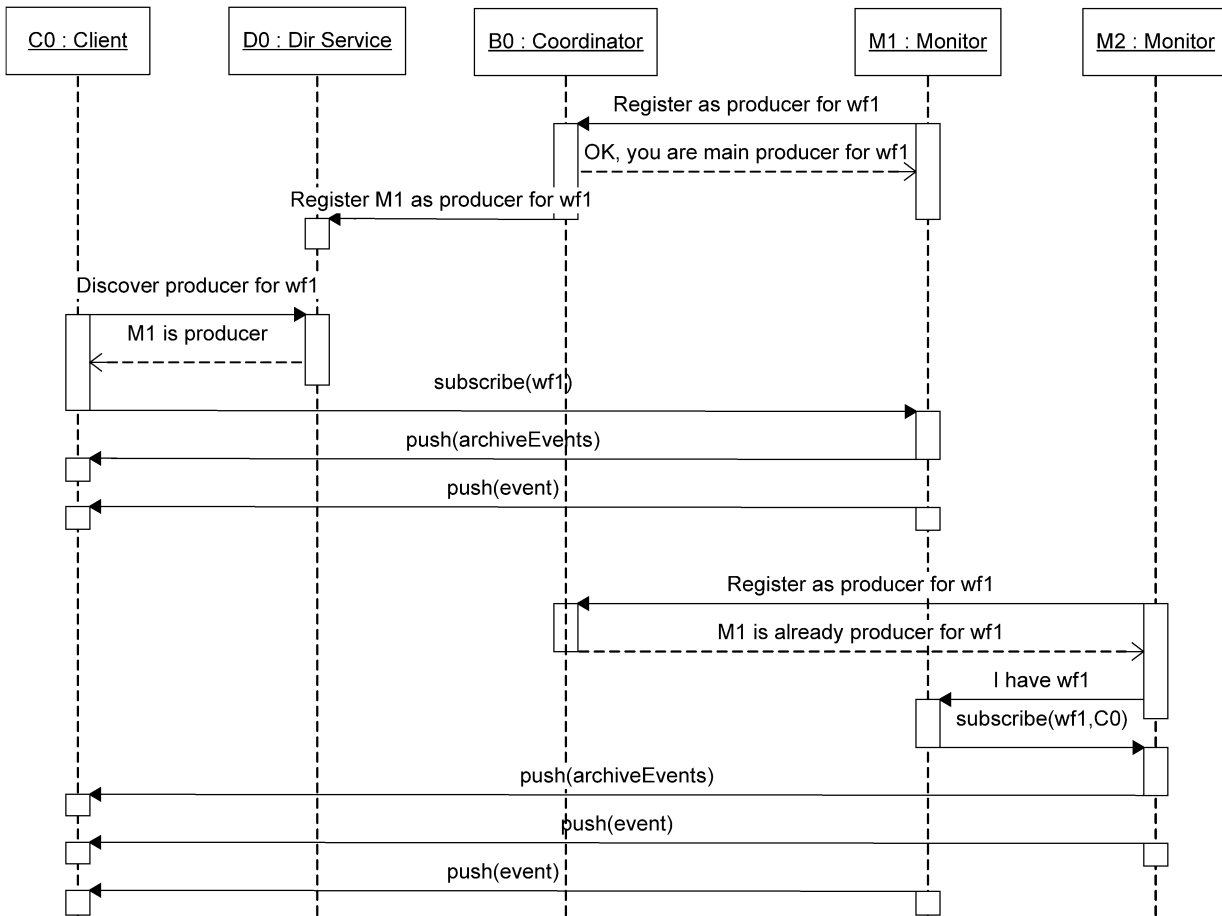 C0 : Client
D0 : Dir Service
B0 : Coordinator
M1 : Monitor
M2 : Monitor
Register as producer for wf1
OK, you are main producer for wf1
Register M1 as producer for wf1
Discover producer for wf1
M1 is producer
subscribe(wf1)
push(archiveEvents)
push(event)
Register as producer for wf1
M1 is already producer for wf1
I have wf1
subscribe(wf1,C0)
push(archiveEvents)
push(event)
push(event)